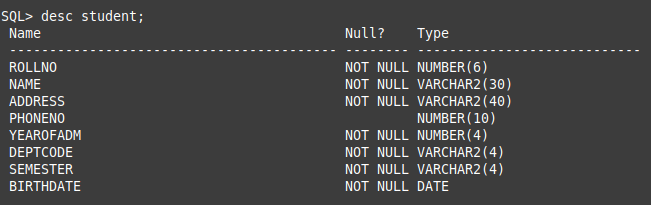 SQL> desc student;
Name Null? Type
----------------------------------------- -------- ----------------------------
ROLLNO NOT NULL NUMBER(6)
NAME NOT NULL VARCHAR2(30)
ADDRESS NOT NULL VARCHAR2(40)
PHONENO NUMBER(10)
YEAROFADM NOT NULL NUMBER(4)
DEPTCODE NOT NULL VARCHAR2(4)
SEMESTER NOT NULL VARCHAR2(4)
BIRTHDATE NOT NULL DATE